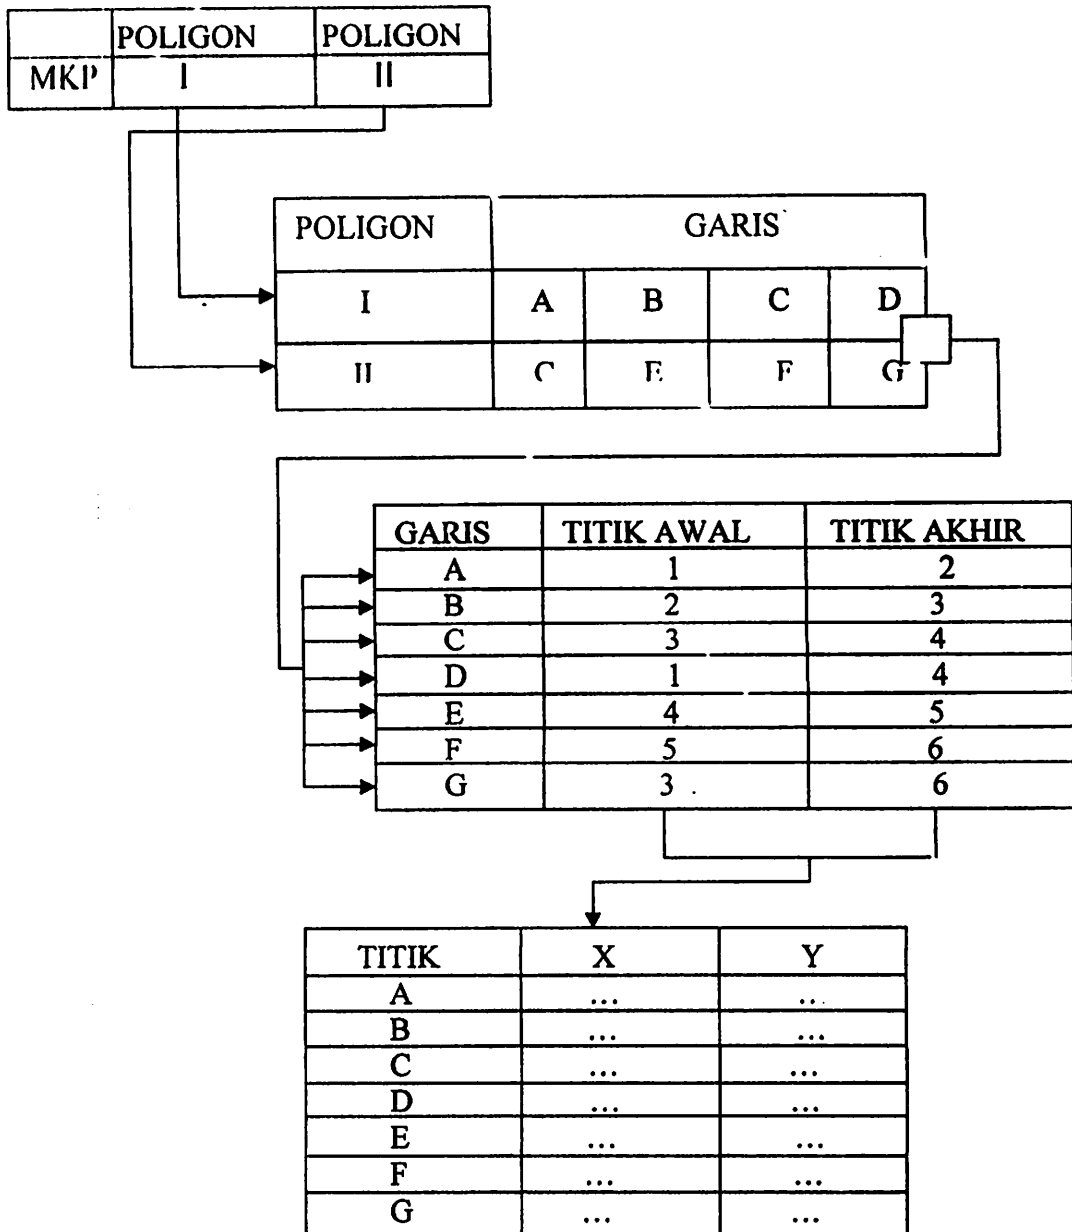 POLIGON POLIGON
MKP I II
POLIGON GARIS
I A B C D
II C E F G
GARIS TITIK AWAL TITIK AKHIR
A 1 2
B 2 3
C 3 4
D 1 4
E 4 5
F 5 6
G 3 6
TITIK X Y
A ... ...
B ... ...
C ... ...
D ... ...
E ... ...
F ... ...
G ... ...